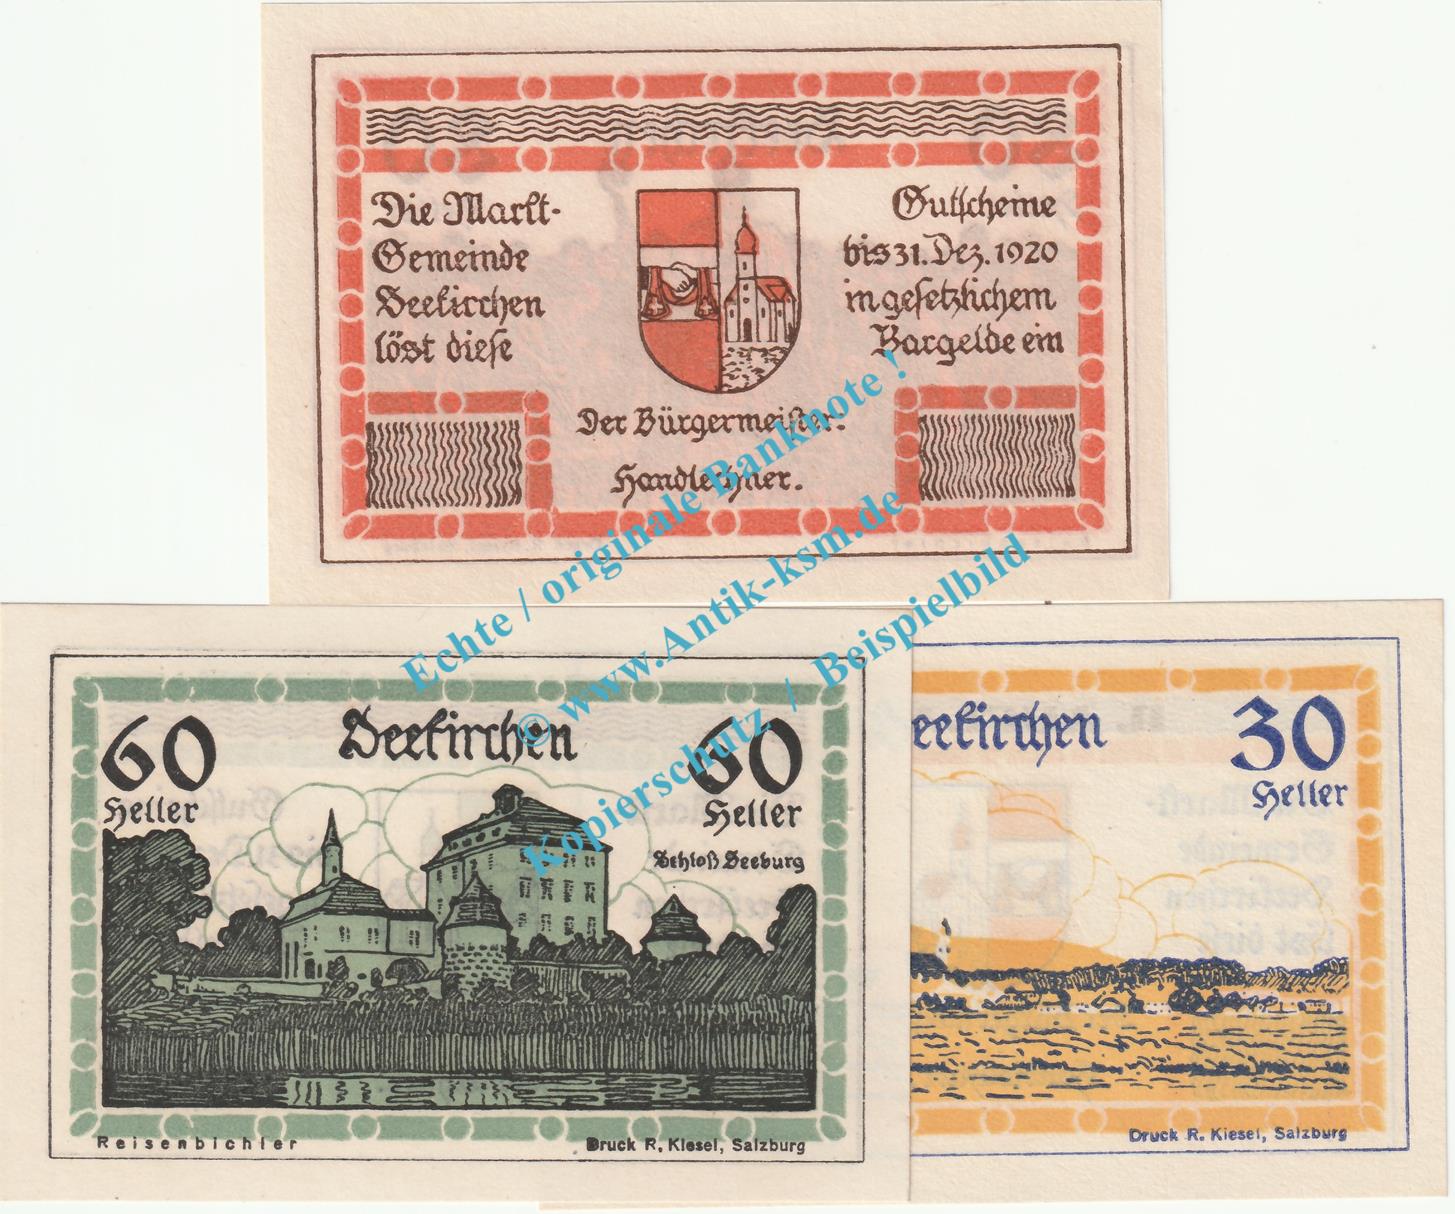 Die Markt-
Gemeinde
Seekirchen
löst diese
Gutscheine
bis 31. Dez. 1920
in gesetzlichem
Bargelde ein
Der Bürgermeister:
Handlechner.
Echte / originale Banknote !
© www.Antik-ksm.de
Kopierschutz / Beispielbild
60
Heller
Seekirchen
60
Heller
Schloß Seeburg
Reisenbichler
Druck R. Kiesel, Salzburg
eekirchen
30
Heller
Druck R. Kiesel, Salzburg